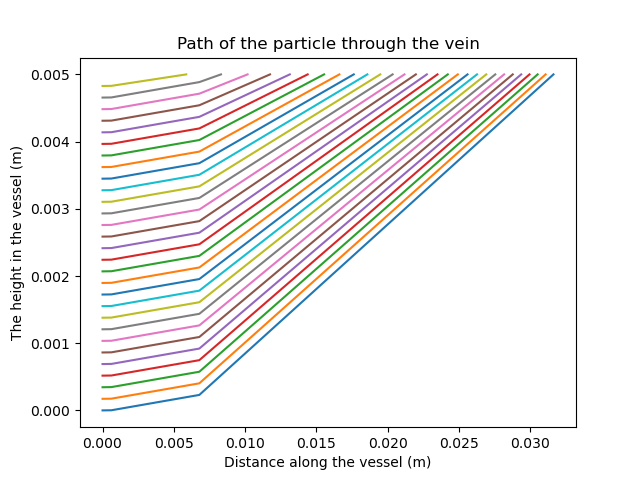 Path of the particle through the vein
0.005
0.004
0.003
0.002
0.001
0.000
The height in the vessel (m)
0.000 0.005 0.010 0.015 0.020 0.025 0.030
Distance along the vessel (m)